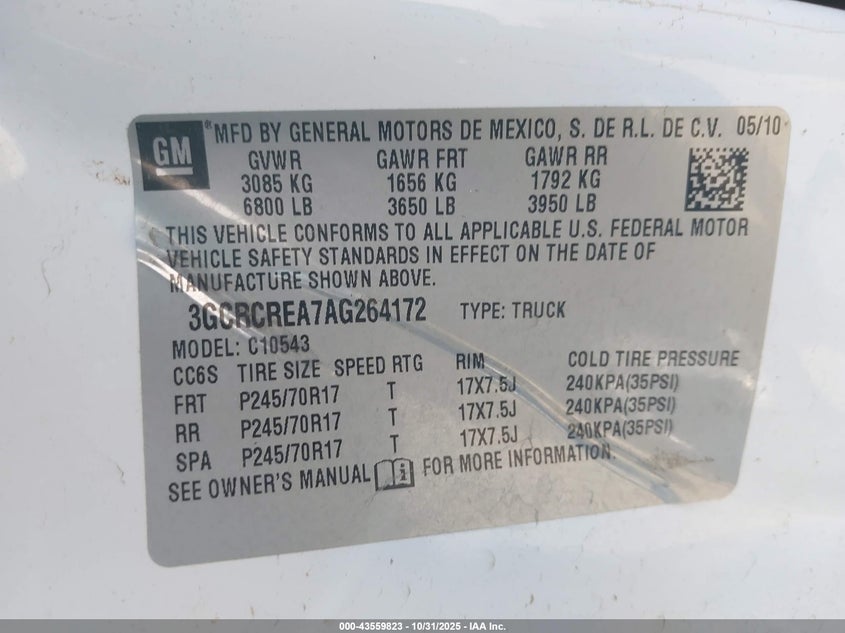 GM
® MFD BY GENERAL MOTORS DE MEXICO, S. DE R.L. DE C.V. 05/10
GVWR GAWR FRT GAWR RR
3085 KG 1656 KG 1792 KG
6800 LB 3650 LB 3950 LB
THIS VEHICLE CONFORMS TO ALL APPLICABLE U.S. FEDERAL MOTOR
VEHICLE SAFETY STANDARDS IN EFFECT ON THE DATE OF
MANUFACTURE SHOWN ABOVE.
3GCRCREA7AG264172 TYPE: TRUCK
MODEL: C10543
CC6S TIRE SIZE SPEED RTG RIM COLD TIRE PRESSURE
FRT P245/70R17 T 17X7.5J 240KPA(35PSI)
RR P245/70R17 T 17X7.5J 240KPA(35PSI)
SPA P245/70R17 T 17X7.5J 240KPA(35PSI)
SEE OWNER'S MANUAL FOR MORE INFORMATION.
000-43559823 - 10/31/2025 - IAA Inc.